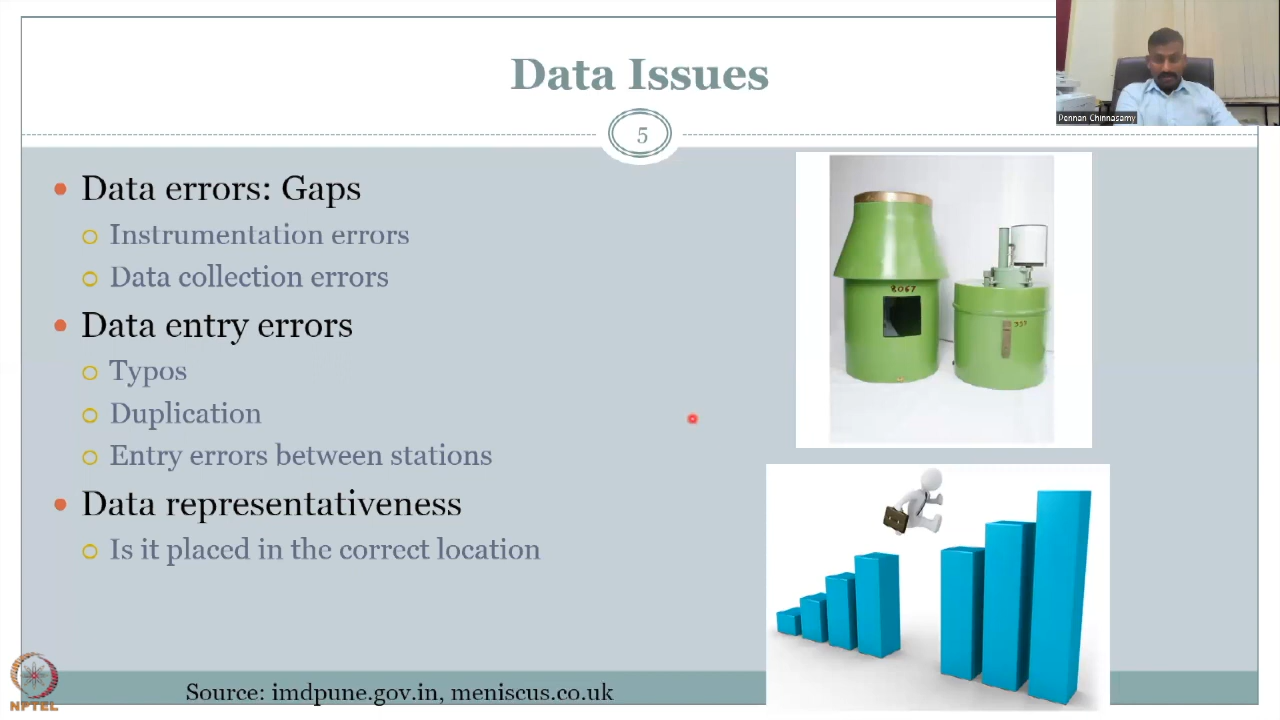 Data Issues
5
Pennan Chinnasamy
Data errors: Gaps
Instrumentation errors
Data collection errors
Data entry errors
Typos
Duplication
Entry errors between stations
Data representativeness
Is it placed in the correct location
8067
Source: imdpune.gov.in, meniscus.co.uk
NPTEL